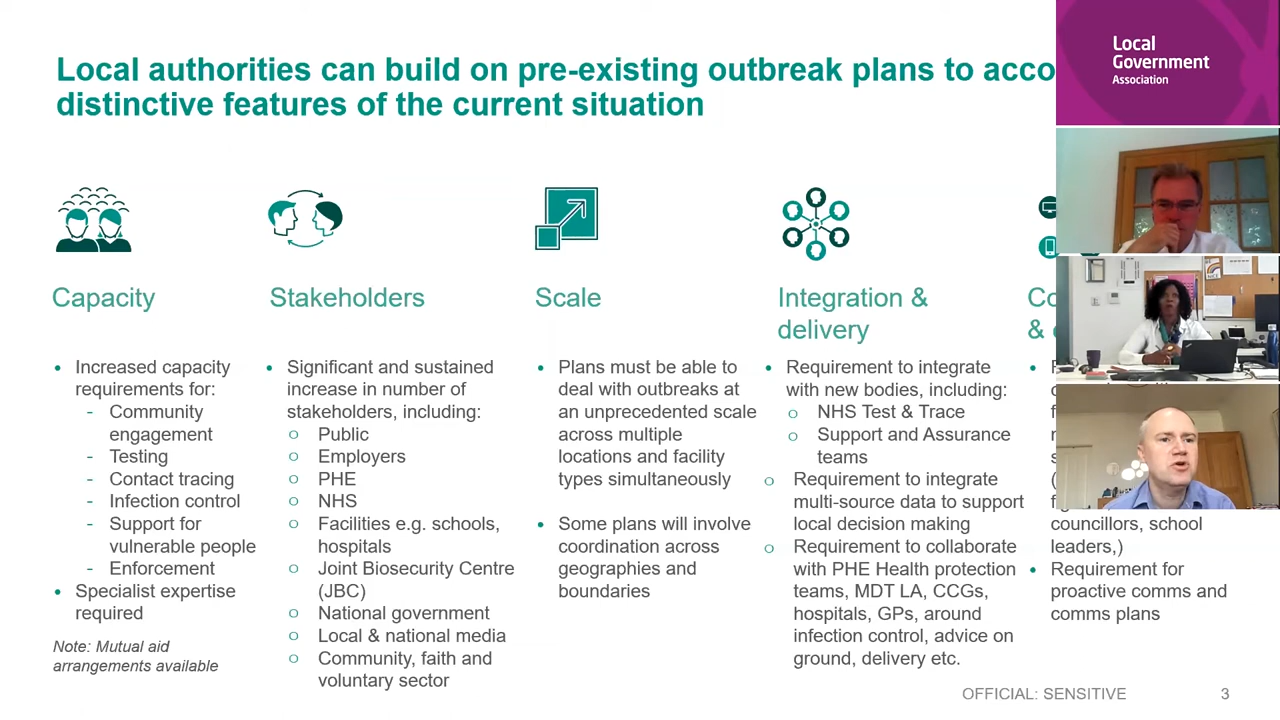 Local authorities can build on pre-existing outbreak plans to
distinctive features of the current situation
Local
Government
Association
Capacity
Increased capacity
requirements for:
- Community
engagement
- Testing
- Contact tracing
- Infection control
- Support for
vulnerable people
- Enforcement
Specialist expertise
required
Note: Mutual aid
arrangements available
Stakeholders
Significant and sustained
increase in number of
stakeholders, including:
Public
Employers
PHE
NHS
Facilities e.g. schools,
hospitals
Joint Biosecurity Centre
(JBC)
National government
Local & national media
Community, faith and
voluntary sector
Scale
Plans must be able to
deal with outbreaks at
an unprecedented scale
across multiple
locations and facility
types simultaneously
Some plans will involve
coordination across
geographies and
boundaries
Integration &
delivery
Requirement to integrate
with new bodies, including:
NHS Test & Trace
Support and Assurance
teams
Requirement to integrate
multi-source data to support
local decision making
Requirement to collaborate
with PHE Health protection
teams, MDT LA, CCGs,
hospitals, GPs, around
infection control, advice on
ground, delivery etc.
&
councillors, school
leaders,)
Requirement for
proactive comms and
comms plans
OFFICIAL: SENSITIVE
3